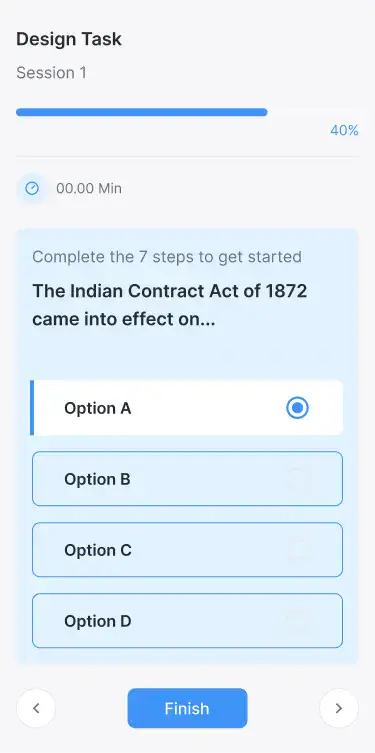 Design Task
Session 1
40%
00.00 Min
Complete the 7 steps to get started
The Indian Contract Act of 1872
came into effect on...
Option A
Option B
Option C
Option D
Finish